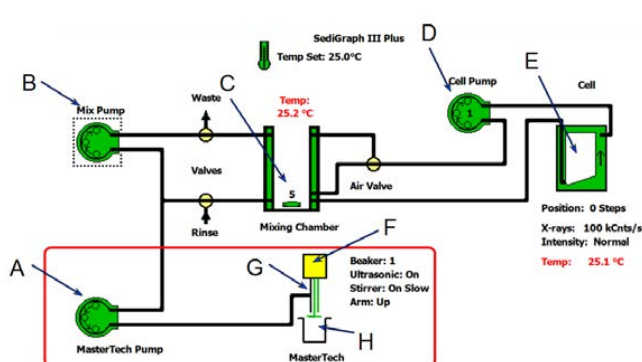 SediGraph III Plus
Temp Set: 25.0°C
D
E
B
C
Mix Pump
Waste
Temp:
25.2 °C
Cell Pump
Cell
1
Valves
5
Air Valve
Rinse
Mixing Chamber
Position: 0 Steps
X-rays: 100 kCnts/s
Intensity: Normal
Temp: 25.1 °C
A
G
F
Beaker: 1
Ultrasonic: On
Stirrer: On Slow
Arm: Up
H
MasterTech Pump
MasterTech